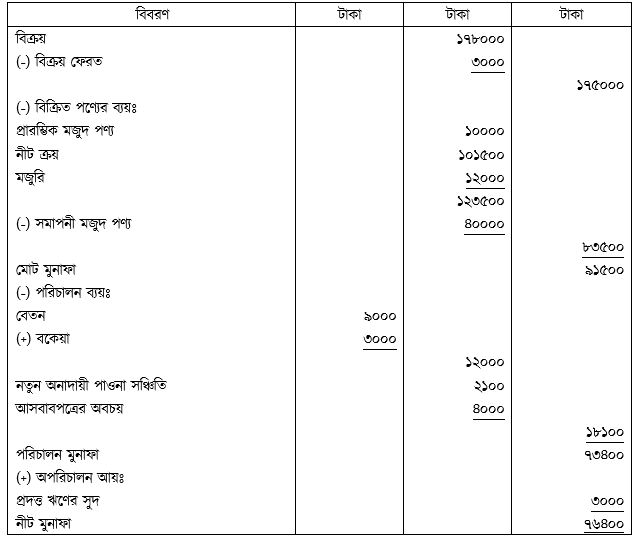 বিবরণ টাকা টাকা টাকা
বিক্রয় ১৭৮০০০
(-) বিক্রয় ফেরত ৩০০০
১৭৫০০০
(-) বিক্রিত পণ্যের ব্যয়ঃ
প্রারম্ভিক মজুদ পণ্য ১০০০০
নীট ক্রয় ১০১৫০০
মজুরি ১২০০০
১২৩৫০০
(-) সমাপনী মজুদ পণ্য ৪০০০০
৮৩৫০০
মোট মুনাফা ৯১৫০০
(-) পরিচালন ব্যয়ঃ
বেতন ৯০০০
(+) বকেয়া ৩০০০
১২০০০
নতুন অনাদায়ী পাওনা সঞ্চিতি ২১০০
আসবাবপত্রের অবচয় ৪০০০
১৮১০০
পরিচালন মুনাফা ৭৩৪০০
(+) অপরিচালন আয়ঃ
প্রদত্ত ঋণের সুদ ৩০০০
নীট মুনাফা ৭৬৪০০